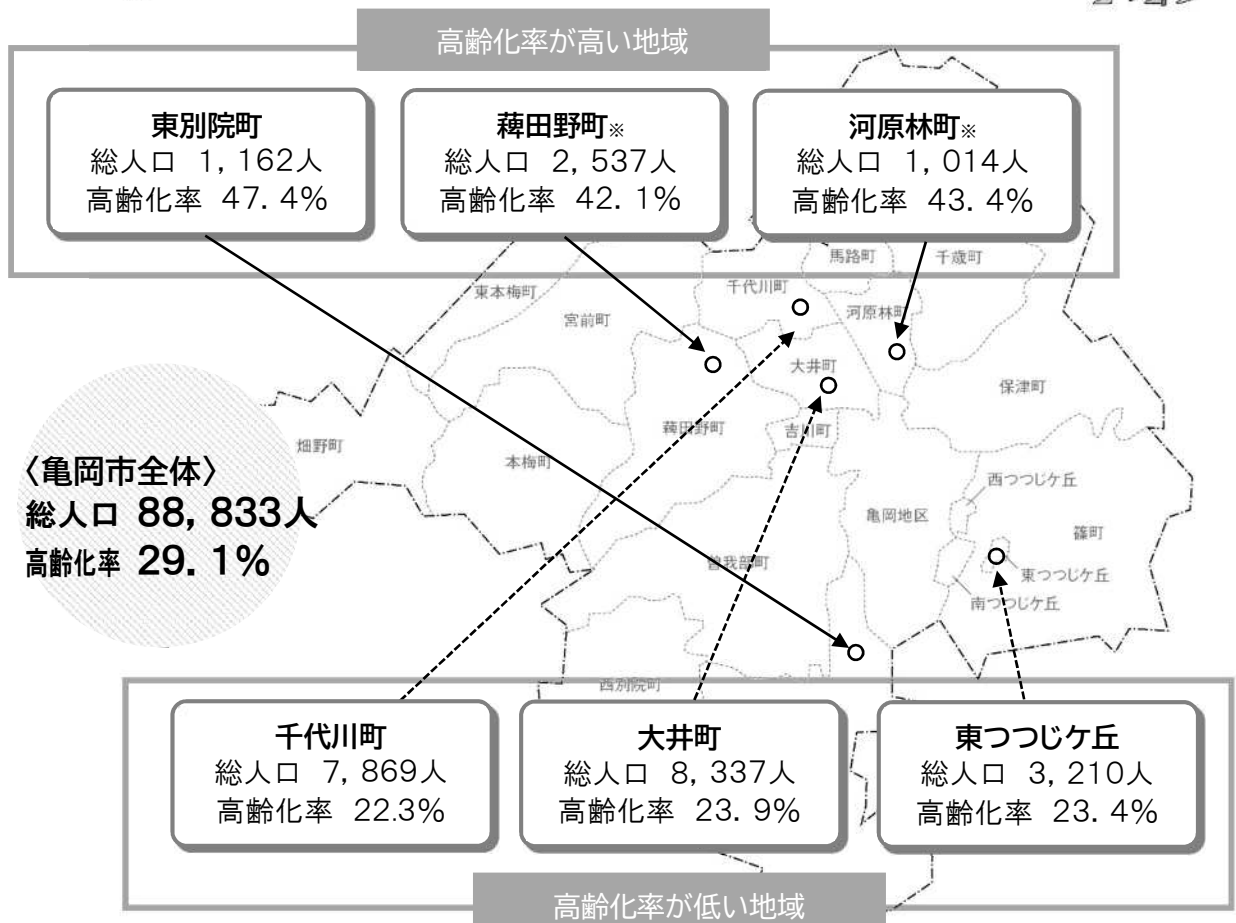 高齢化率が高い地域
東別院町
総人口 1,162人
高齢化率 47.4%
薭田野町※
総人口 2,537人
高齢化率 42.1%
河原林町※
総人口 1,014人
高齢化率 43.4%
馬路町
千歳町
千代川町
河原林町
東本梅町
宮前町
大井町
保津町
畑野町
薭田野町
吉川町
本梅町
〈亀岡市全体〉
総人口 88,833人
高齢化率 29.1%
西つつじケ丘
亀岡地区
篠町
曽我部町
東つつじケ丘
南つつじケ丘
西別院町
千代川町
総人口 7,869人
高齢化率 22.3%
大井町
総人口 8,337人
高齢化率 23.9%
東つつじケ丘
総人口 3,210人
高齢化率 23.4%
高齢化率が低い地域